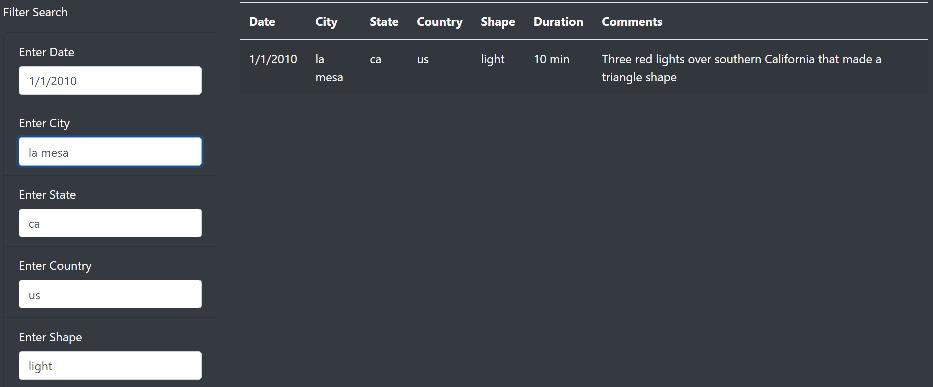 Filter Search
Enter Date
1/1/2010
Enter City
la mesa
Enter State
ca
Enter Country
us
Enter Shape
light
Date City State Country Shape Duration Comments
1/1/2010 la ca us light 10 min Three red lights over southern California that made a
mesa triangle shape